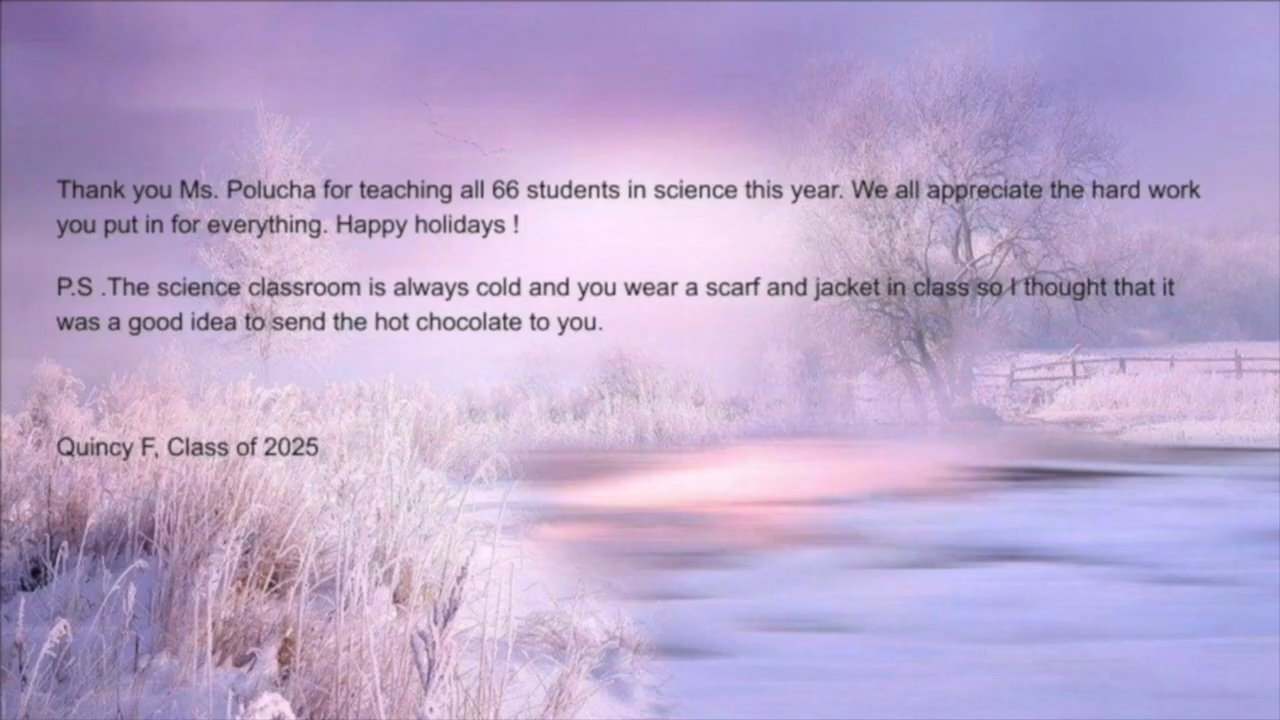 Thank you Ms. Polucha for teaching all 66 students in science this year. We all appreciate the hard work
you put in for everything. Happy holidays !
P.S .The science classroom is always cold and you wear a scarf and jacket in class so I thought that it
was a good idea to send the hot chocolate to you.
Quincy F, Class of 2025